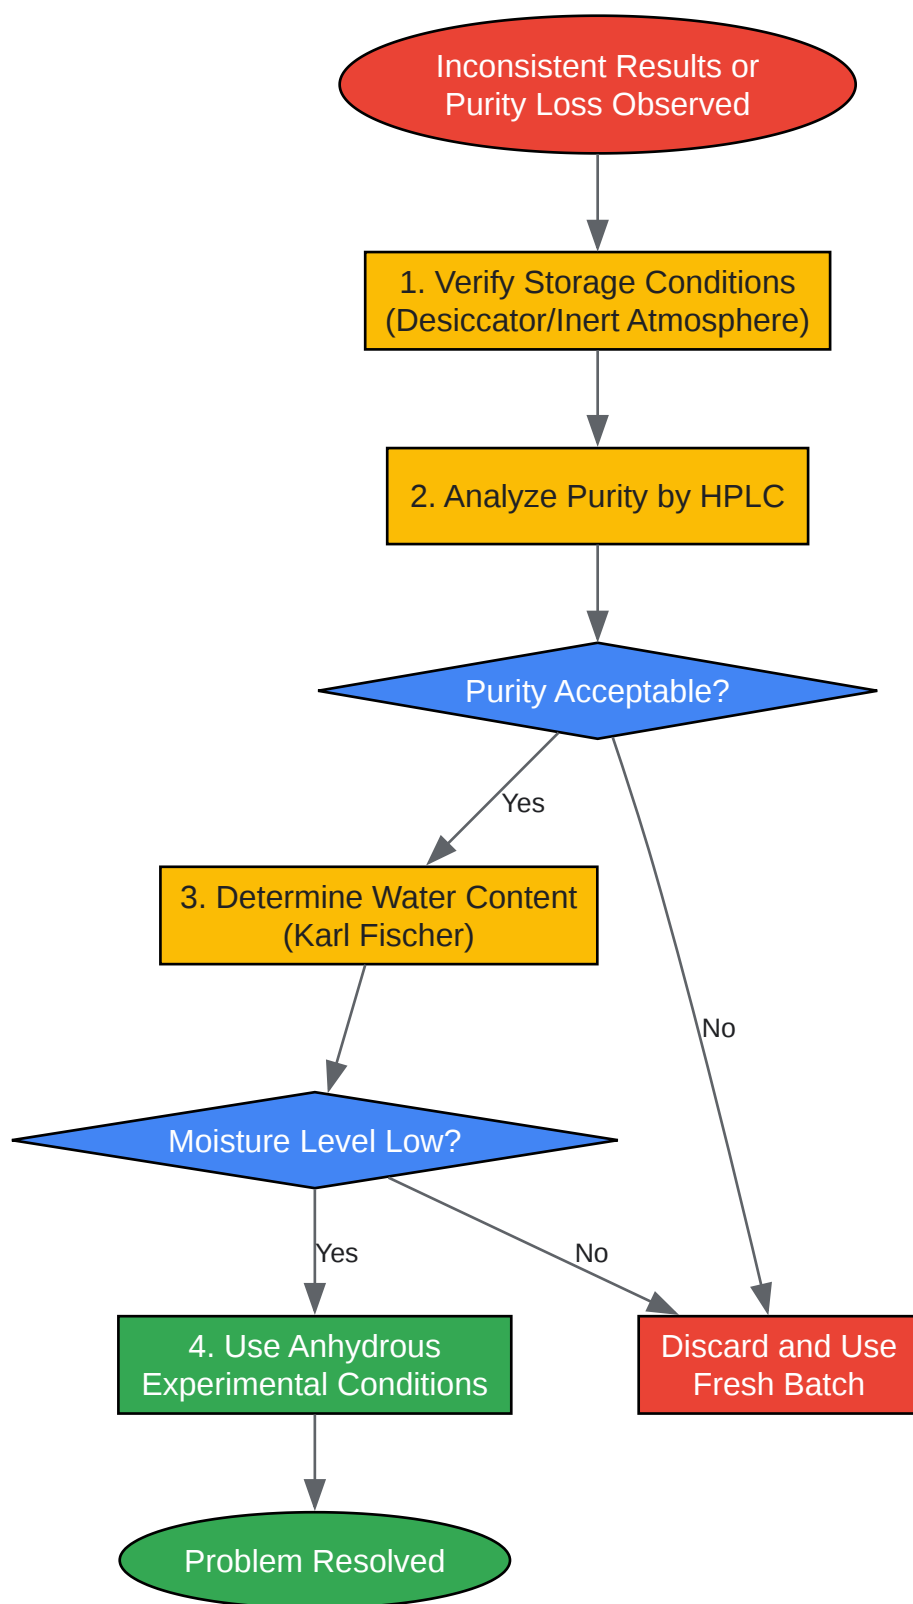 Inconsistent Results or
Purity Loss Observed
1. Verify Storage Conditions
(Desiccator/Inert Atmosphere)
2. Analyze Purity by HPLC
Purity Acceptable?
Yes
3. Determine Water Content
(Karl Fischer)
No
Moisture Level Low?
Yes
No
4. Use Anhydrous
Experimental Conditions
Discard and Use
Fresh Batch
Problem Resolved